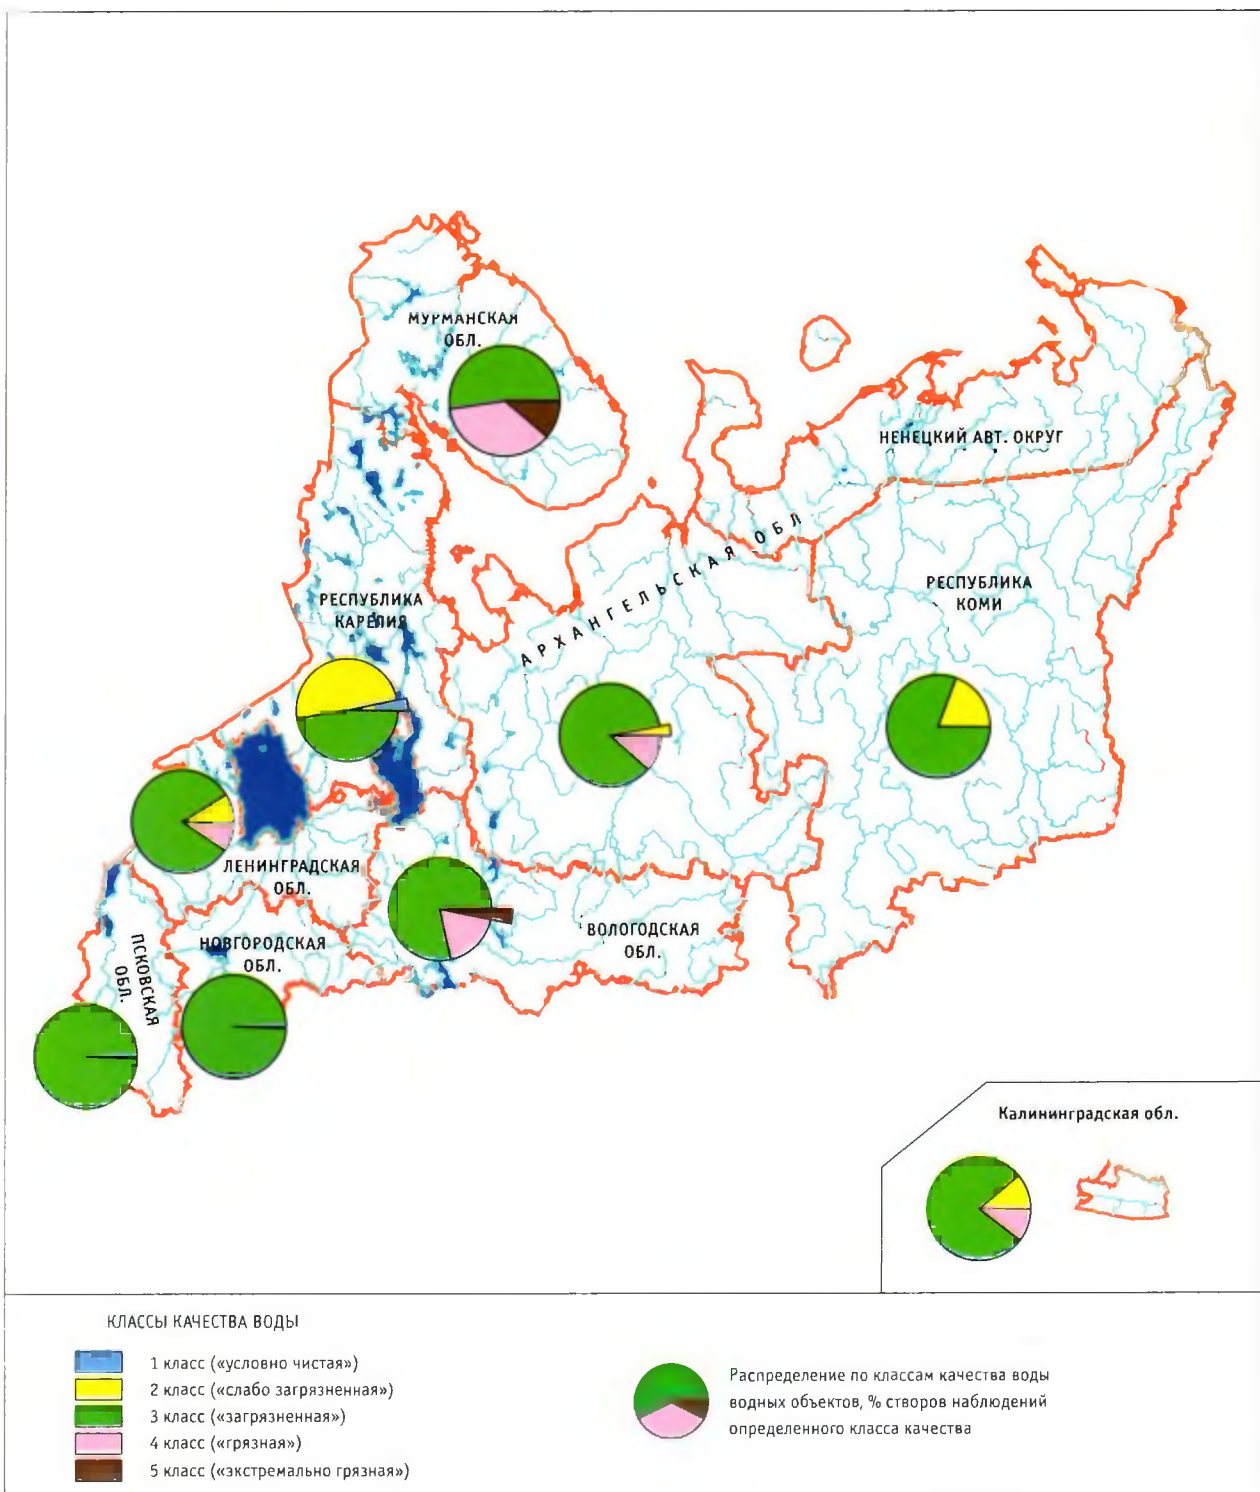 МУРМАНСКАЯ
ОБЛ.
НЕНЕЦКИЙ АВТ. ОКРУГ
АРХАНГЕЛЬСКАЯ ОБЛ
РЕСПУБЛИКА
КОМИ
РЕСПУБЛИКА
КАРЕЛИЯ
ЛЕНИНГРАДСКАЯ
ОБЛ.
ВОЛОГОДСКАЯ
ОБЛ.
НОВГОРОДСКАЯ
ОБЛ.
ПСКОВСКАЯ
ОБЛ.
Калининградская обл.
КЛАССЫ КАЧЕСТВА ВОДЫ
1 класс («условно чистая»)
2 класс («слабо загрязненная»)
3 класс («загрязненная»)
4 класс («грязная»)
5 класс («экстремально грязная»)
Распределение по классам качества воды
водных объектов, % створов наблюдений
определенного класса качества